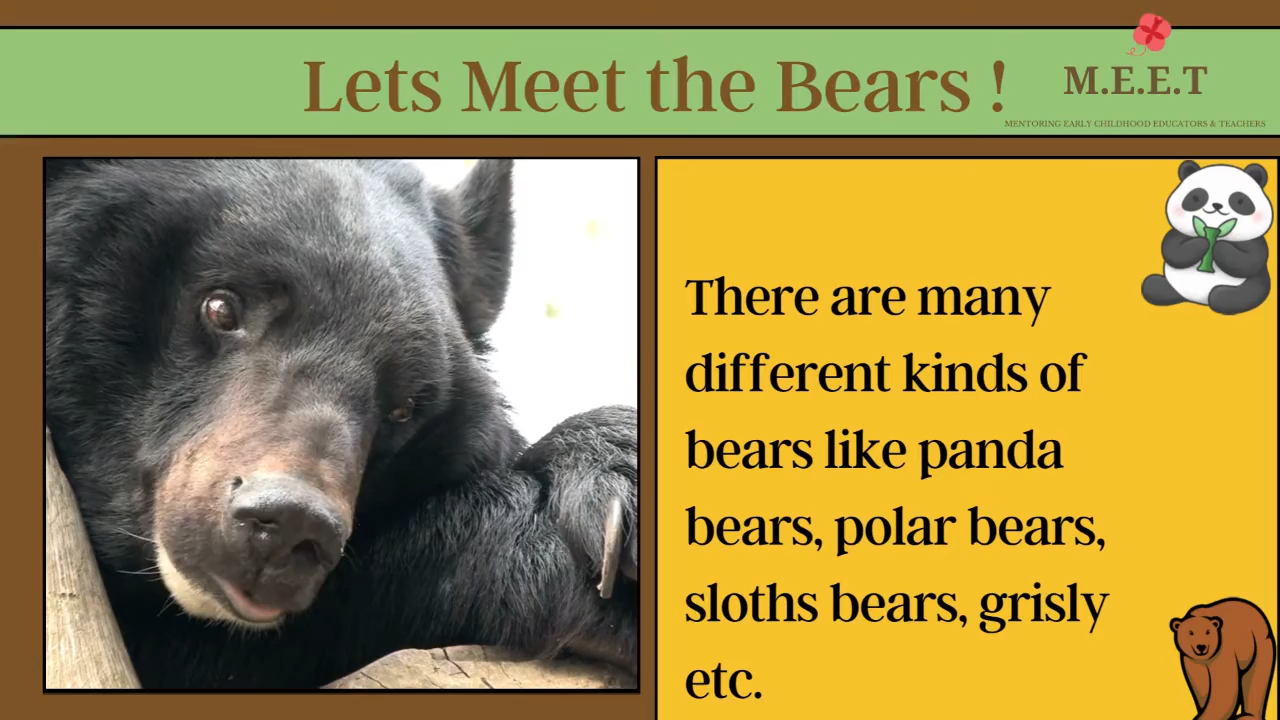 Lets Meet the Bears !
M.E.E.T
MENTORING EARLY CHILDHOOD EDUCATORS & TEACHERS
There are many
different kinds of
bears like panda
bears, polar bears,
sloths bears, grisly
etc.